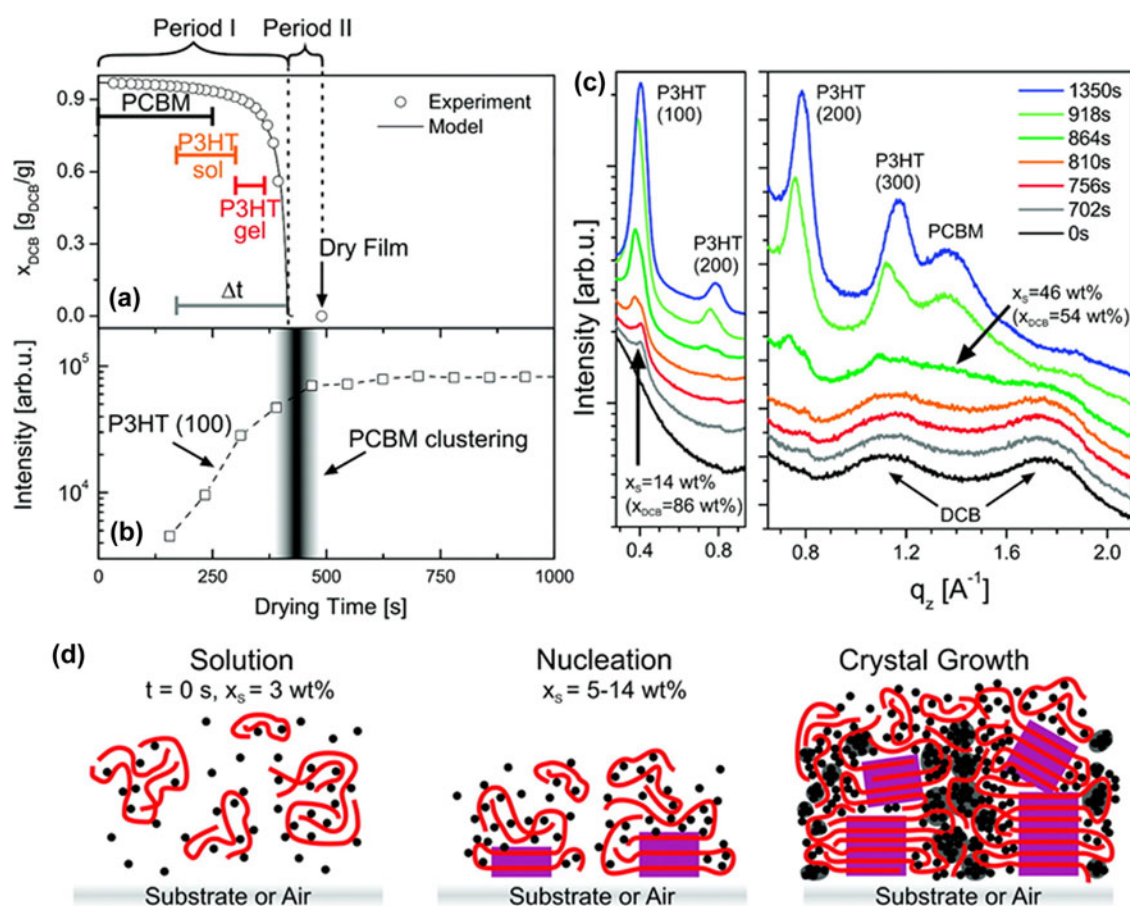 Period I Period II
0.9
0.6
0.3
0.0
x_DCB [g_DCB/g]
PCBM
P3HT
sol
P3HT
gel
Experiment
Model
Dry Film
(a)
Δt
10^5
10^4
Intensity [arb.u.]
P3HT (100)
PCBM clustering
(b)
0 250 500 750 1000
Drying Time [s]
(c)
P3HT
(100)
P3HT
(200)
x_S=14 wt%
(x_DCB=86 wt%)
Intensity [arb.u.]
0.4 0.8
P3HT
(200)
P3HT
(300)
PCBM
1350s
918s
864s
810s
756s
702s
0s
x_S=46 wt%
(x_DCB=54 wt%)
DCB
0.8 1.2 1.6 2.0
q_z [A^-1]
(d)
Solution
t = 0 s, x_S = 3 wt%
Substrate or Air
Nucleation
x_S = 5-14 wt%
Substrate or Air
Crystal Growth
Substrate or Air